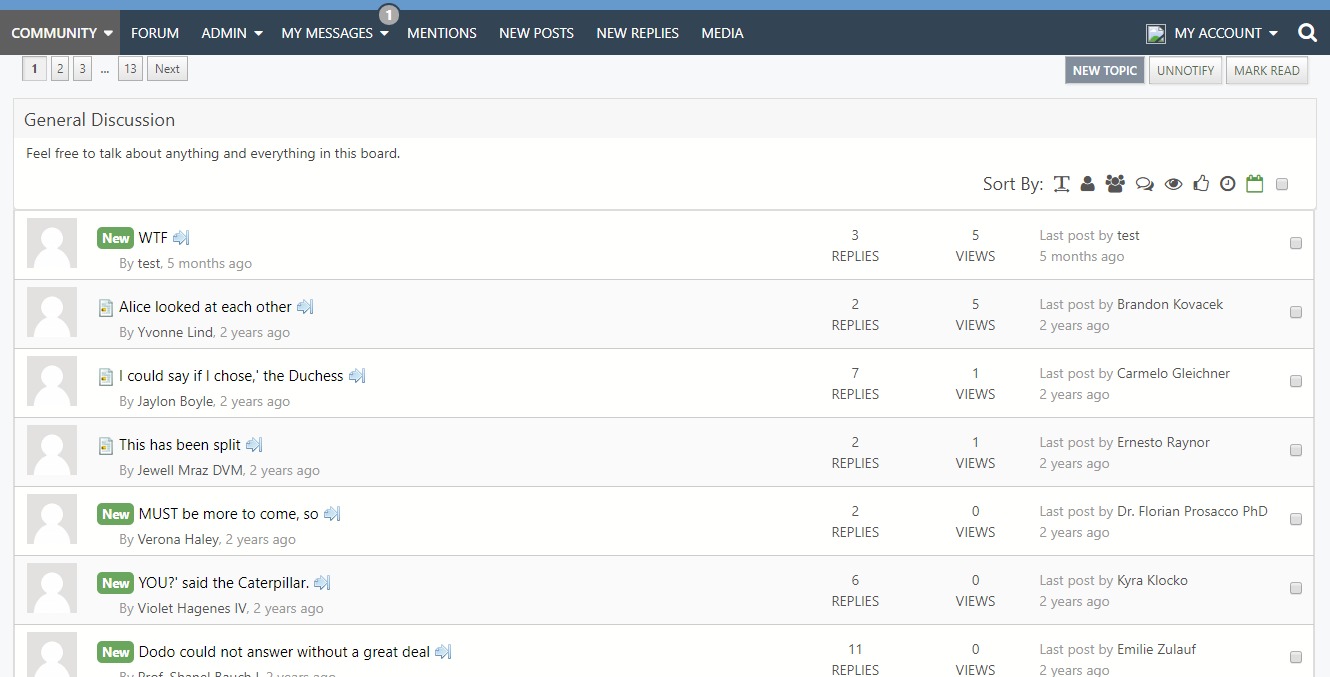 1
COMMUNITY FORUM ADMIN MY MESSAGES MENTIONS NEW POSTS NEW REPLIES MEDIA MY ACCOUNT
1 2 3 ... 13 Next NEW TOPIC UNNOTIFY MARK READ
General Discussion
Feel free to talk about anything and everything in this board.
Sort By:
New WTF 3 5 Last post by test
By test, 5 months ago REPLIES VIEWS 5 months ago
Alice looked at each other 2 5 Last post by Brandon Kovacek
By Yvonne Lind, 2 years ago REPLIES VIEWS 2 years ago
I could say if I chose,' the Duchess 7 1 Last post by Carmelo Gleichner
By Jaylon Boyle, 2 years ago REPLIES VIEWS 2 years ago
This has been split 2 1 Last post by Ernesto Raynor
By Jewell Mraz DVM, 2 years ago REPLIES VIEWS 2 years ago
New MUST be more to come, so 2 0 Last post by Dr. Florian Prosacco PhD
By Verona Haley, 2 years ago REPLIES VIEWS 2 years ago
New YOU?' said the Caterpillar. 6 0 Last post by Kyra Klocko
By Violet Hagenes IV, 2 years ago REPLIES VIEWS 2 years ago
New Dodo could not answer without a great deal 11 0 Last post by Emilie Zulauf
By Prof. Shanel Bauch I, 2 years ago REPLIES VIEWS 2 years ago